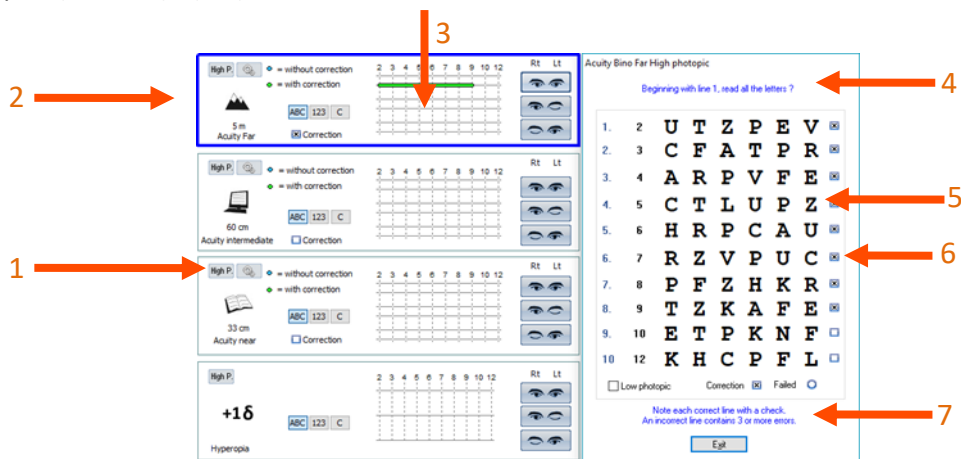 3
2
1
4
5
6
7
High P.
= without correction
= with correction
2 3 4 5 6 7 8 9 10 12
Rt Lt
ABC 123 C
5 m
Acuity Far
Correction
High P.
= without correction
= with correction
2 3 4 5 6 7 8 9 10 12
Rt Lt
ABC 123 C
60 cm
Acuity intermediate
Correction
High P.
= without correction
= with correction
2 3 4 5 6 7 8 9 10 12
Rt Lt
ABC 123 C
33 cm
Acuity near
Correction
High P.
2 3 4 5 6 7 8 9 10 12
Rt Lt
+1δ
ABC 123 C
Hyperopia
Acuity Bino Far High photopic
Beginning with line 1, read all the letters ?
1. 2 U T Z P E V
2. 3 C F A T P R
3. 4 A R P V F E
4. 5 C T L U P Z
5. 6 H R P C A U
6. 7 R Z V P U C
7. 8 P F Z H K R
8. 9 T Z K A F E
9. 10 E T P K N F
10 12 K H C P F L
Low photopic Correction Failed
Note each correct line with a check.
An incorrect line contains 3 or more errors.
Exit